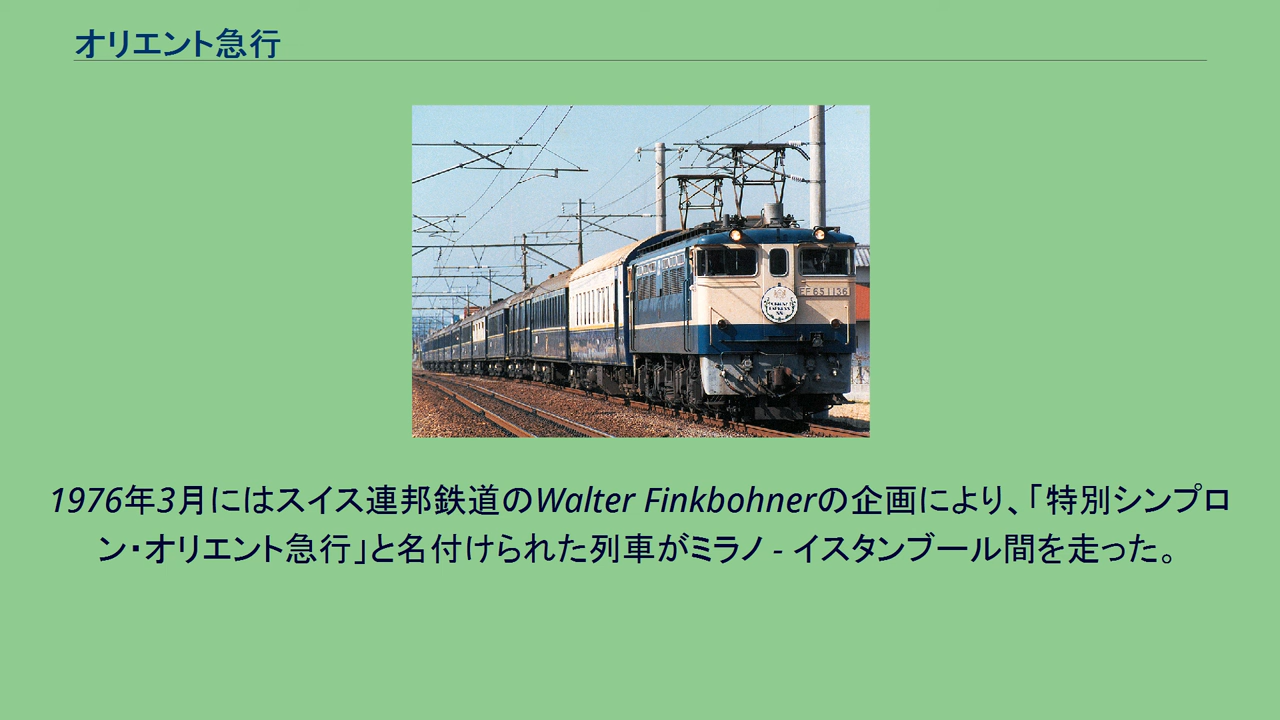 オリエント急行
EF651136
1976年3月にはスイス連邦鉄道のWalter Finkbohnerの企画により、「特別シンプロ
ン・オリエント急行」と名付けられた列車がミラノ - イスタンブール間を走った。